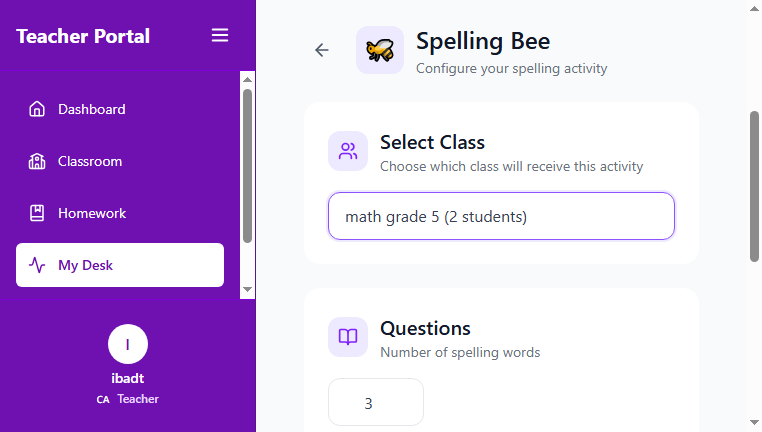 Teacher Portal
Dashboard
Classroom
Homework
My Desk
I
ibadt
CA Teacher
Spelling Bee
Configure your spelling activity
Select Class
Choose which class will receive this activity
math grade 5 (2 students)
Questions
Number of spelling words
3